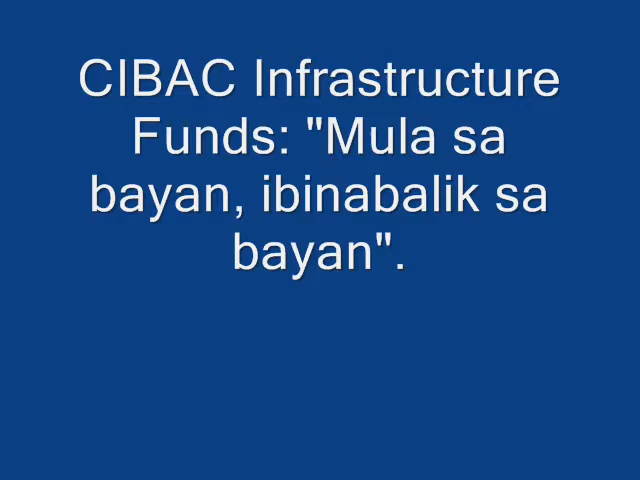 CIBAC Infrastructure
Funds: "Mula sa
bayan, ibinabalik sa
bayan".